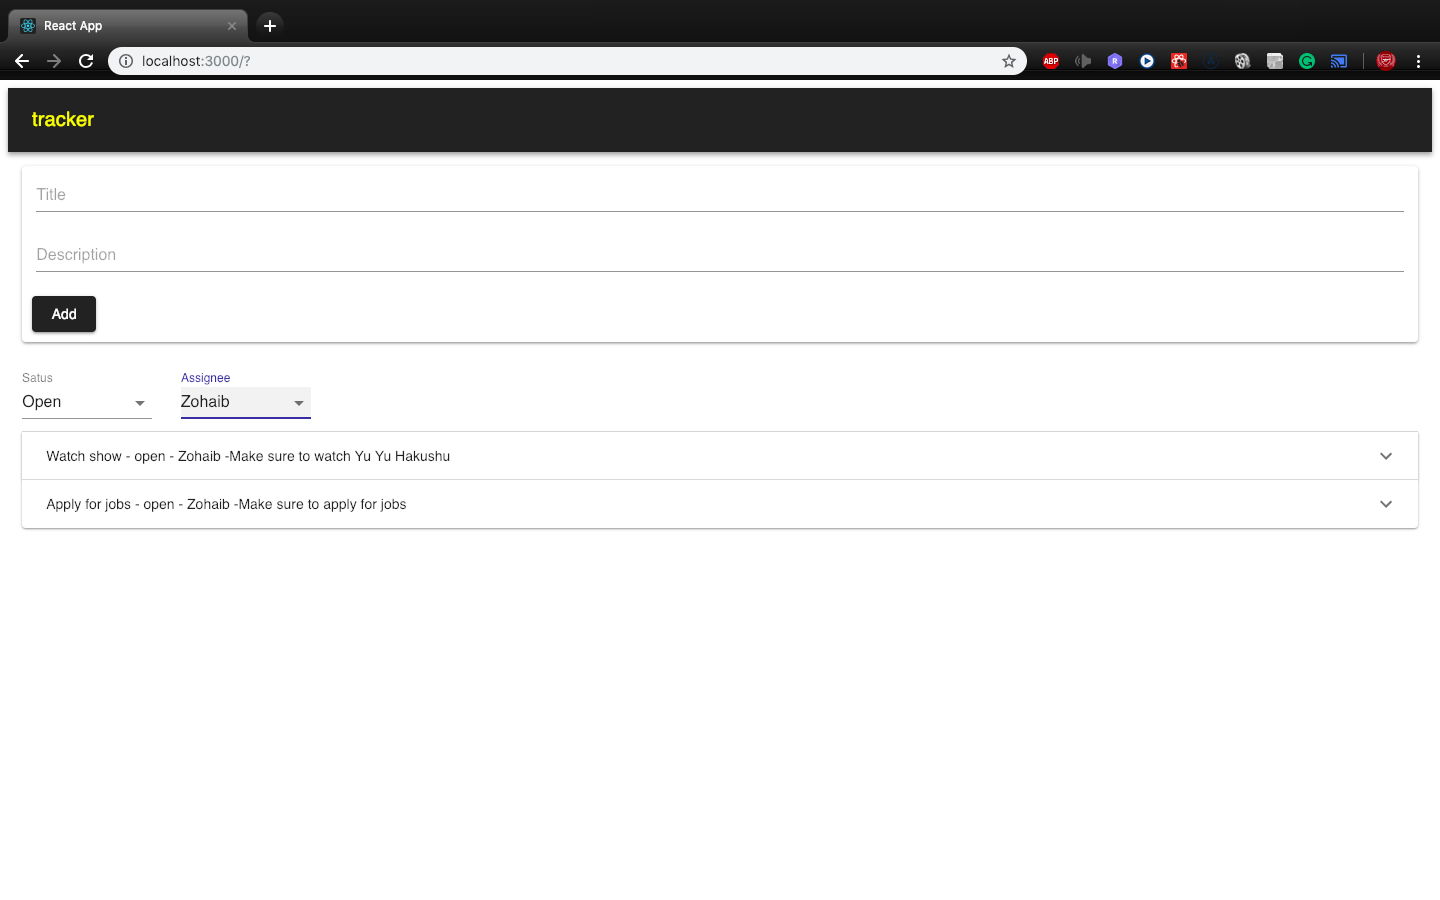 React App
localhost:3000/?
ABP
R
tracker
Title
Description
Add
Satus
Assignee
Open
Zohaib
Watch show - open - Zohaib -Make sure to watch Yu Yu Hakushu
Apply for jobs - open - Zohaib -Make sure to apply for jobs